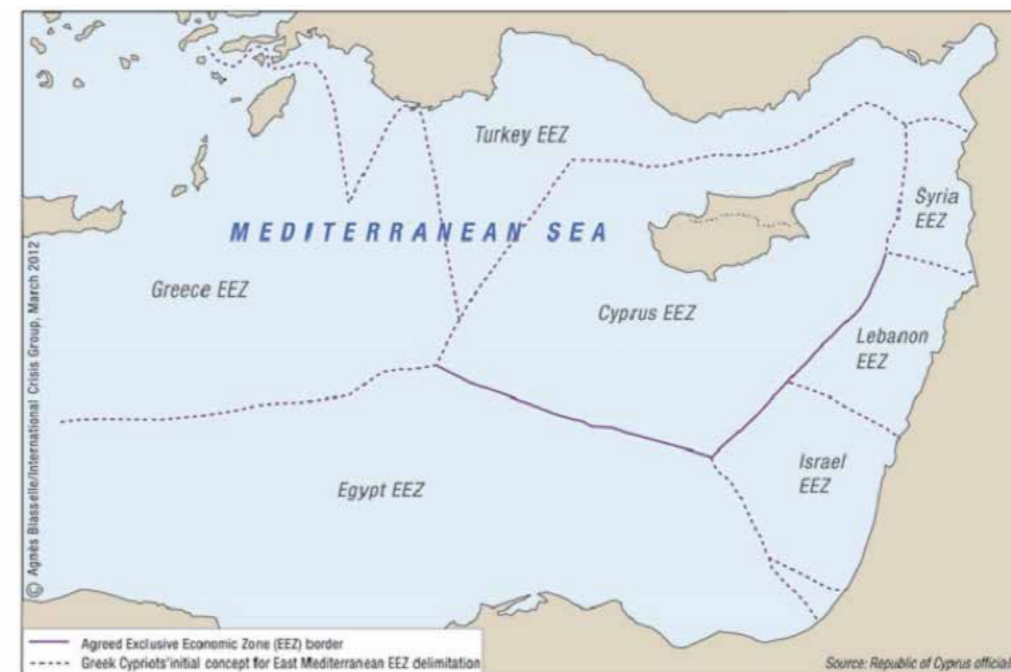 Turkey EEZ
Syria
EEZ
MEDITERRANEAN SEA
Greece EEZ
Cyprus EEZ
Lebanon
EEZ
Israel
EEZ
Egypt EEZ
© Agnès Blasselle/International Crisis Group, March 2012
Agreed Exclusive Economic Zone (EEZ) border
Greek Cypriots' initial concept for East Mediterranean EEZ delimitation
Source: Republic of Cyprus official